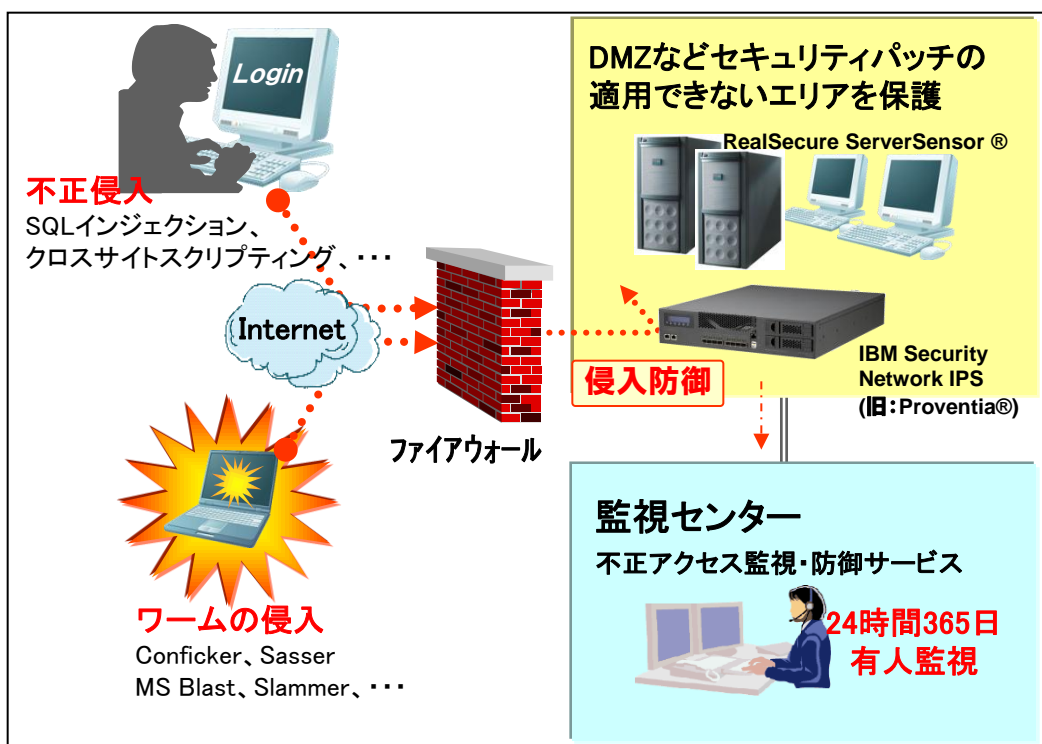 Login
不正侵入
SQLインジェクション、
クロスサイトスクリプティング、・・・
Internet
ファイアウォール
ワームの侵入
Conficker、Sasser
MS Blast、Slammer、・・・
DMZなどセキュリティパッチの
適用できないエリアを保護
RealSecure ServerSensor ®
侵入防御
IBM Security
Network IPS
(旧：Proventia®)
監視センター
不正アクセス監視・防御サービス
24時間365日
有人監視